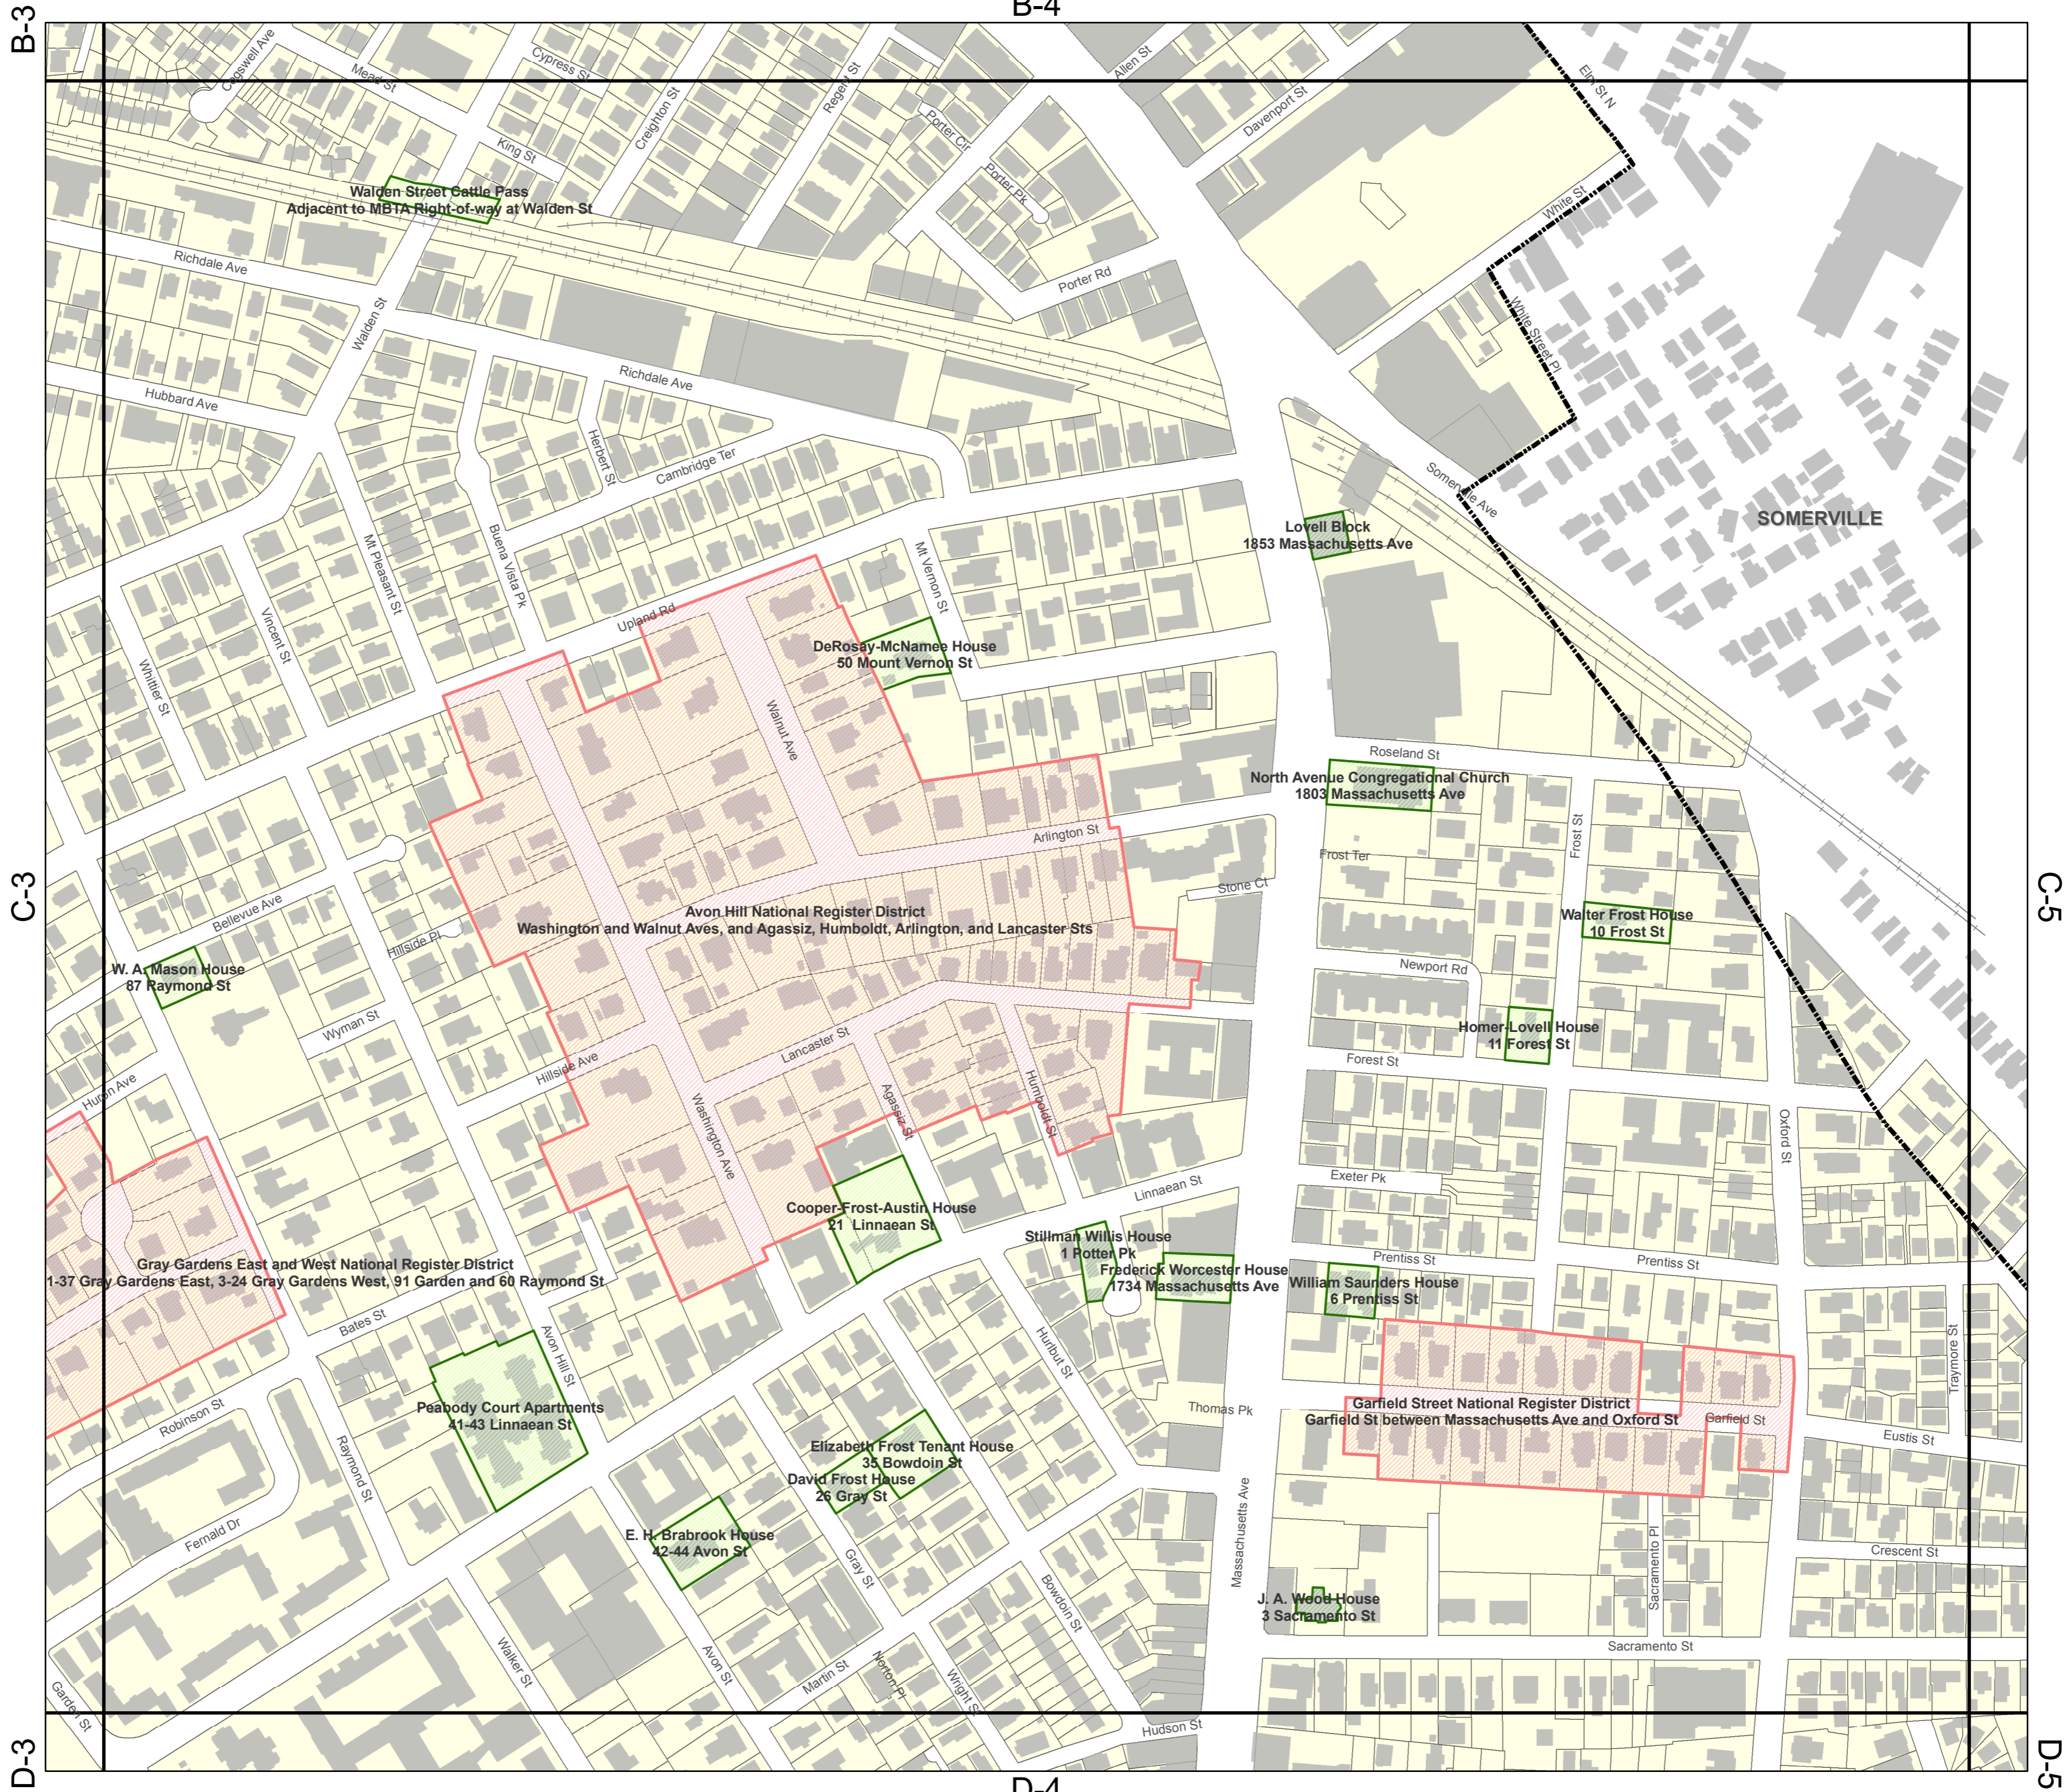 B-4
B-3
Cogswell Ave
Mead St
Cypress St
Creighton St
Regent St
Allen St
Davenport St
Elm St N
King St
Porter Cir
Porter Pk
White St
Walden Street Cattle Pass
Adjacent to MBTA Right-of-way at Walden St
Richdale Ave
Porter Rd
Walden St
White Street Pl
Richdale Ave
Hubbard Ave
Herbert St
Cambridge Ter
Somerville Ave
SOMERVILLE
Lovell Block
1853 Massachusetts Ave
Buena Vista Pk
Mt Pleasant St
Mt Vernon St
Vincent St
Whittier St
Upland Rd
DeRosay-McNamee House
50 Mount Vernon St
Walnut Ave
Roseland St
North Avenue Congregational Church
1803 Massachusetts Ave
Arlington St
Frost St
Frost Ter
Stone Ct
C-3
C-5
Bellevue Ave
Hillside Pl
Avon Hill National Register District
Washington and Walnut Aves, and Agassiz, Humboldt, Arlington, and Lancaster Sts
Walter Frost House
10 Frost St
W. A. Mason House
87 Raymond St
Newport Rd
Wyman St
Homer-Lovell House
11 Forest St
Lancaster St
Hillside Ave
Forest St
Huron Ave
Agassiz St
Humboldt St
Washington Ave
Oxford St
Exeter Pk
Linnaean St
Cooper-Frost-Austin House
21 Linnaean St
Stillman Willis House
1 Potter Pk
Prentiss St
Prentiss St
Gray Gardens East and West National Register District
1-37 Gray Gardens East, 3-24 Gray Gardens West, 91 Garden and 60 Raymond St
Frederick Worcester House
1734 Massachusetts Ave
William Saunders House
6 Prentiss St
Bates St
Avon Hill St
Hurlbut St
Traymore St
Peabody Court Apartments
41-43 Linnaean St
Thomas Pk
Garfield Street National Register District
Garfield St between Massachusetts Ave and Oxford St
Garfield St
Eustis St
Robinson St
Raymond St
Elizabeth Frost Tenant House
35 Bowdoin St
David Frost House
26 Gray St
Massachusetts Ave
Fernald Dr
E. H. Brabrook House
42-44 Avon St
Gray St
Crescent St
Sacramento Pl
Bowdoin St
J. A. Wood House
3 Sacramento St
Sacramento St
Walker St
Avon St
Martin St
Norton Pl
Wright St
Garden St
Hudson St
D-3
D-4
D-5